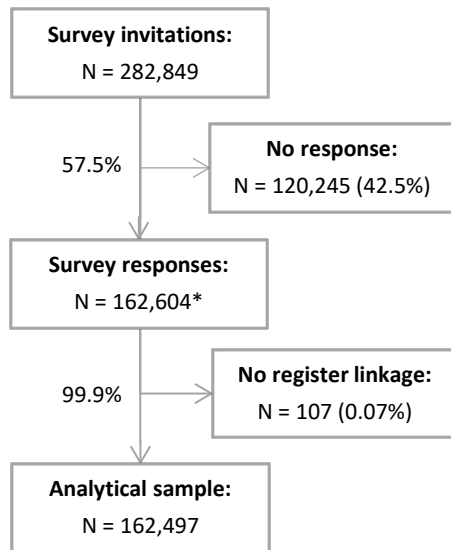 Survey invitations:
N = 282,849
57.5%
No response:
N = 120,245 (42.5%)
Survey responses:
N = 162,604*
99.9%
No register linkage:
N = 107 (0.07%)
Analytical sample:
N = 162,497